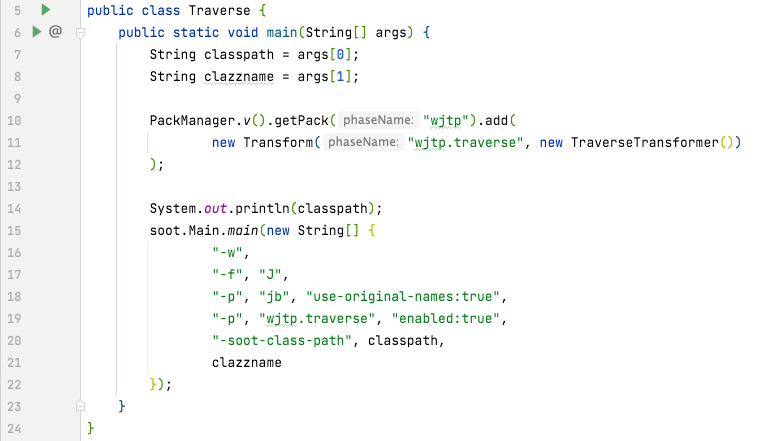 5 public class Traverse {
6 @ public static void main(String[] args) {
7 String classpath = args[0];
8 String clazzname = args[1];
9
10 PackManager.v().getPack( phaseName: "wjtp").add(
11 new Transform( phaseName: "wjtp.traverse", new TraverseTransformer())
12 );
13
14 System.out.println(classpath);
15 soot.Main.main(new String[] {
16 "-w",
17 "-f", "J",
18 "-p", "jb", "use-original-names:true",
19 "-p", "wjtp.traverse", "enabled:true",
20 "-soot-class-path", classpath,
21 clazzname
22 });
23 }
24 }